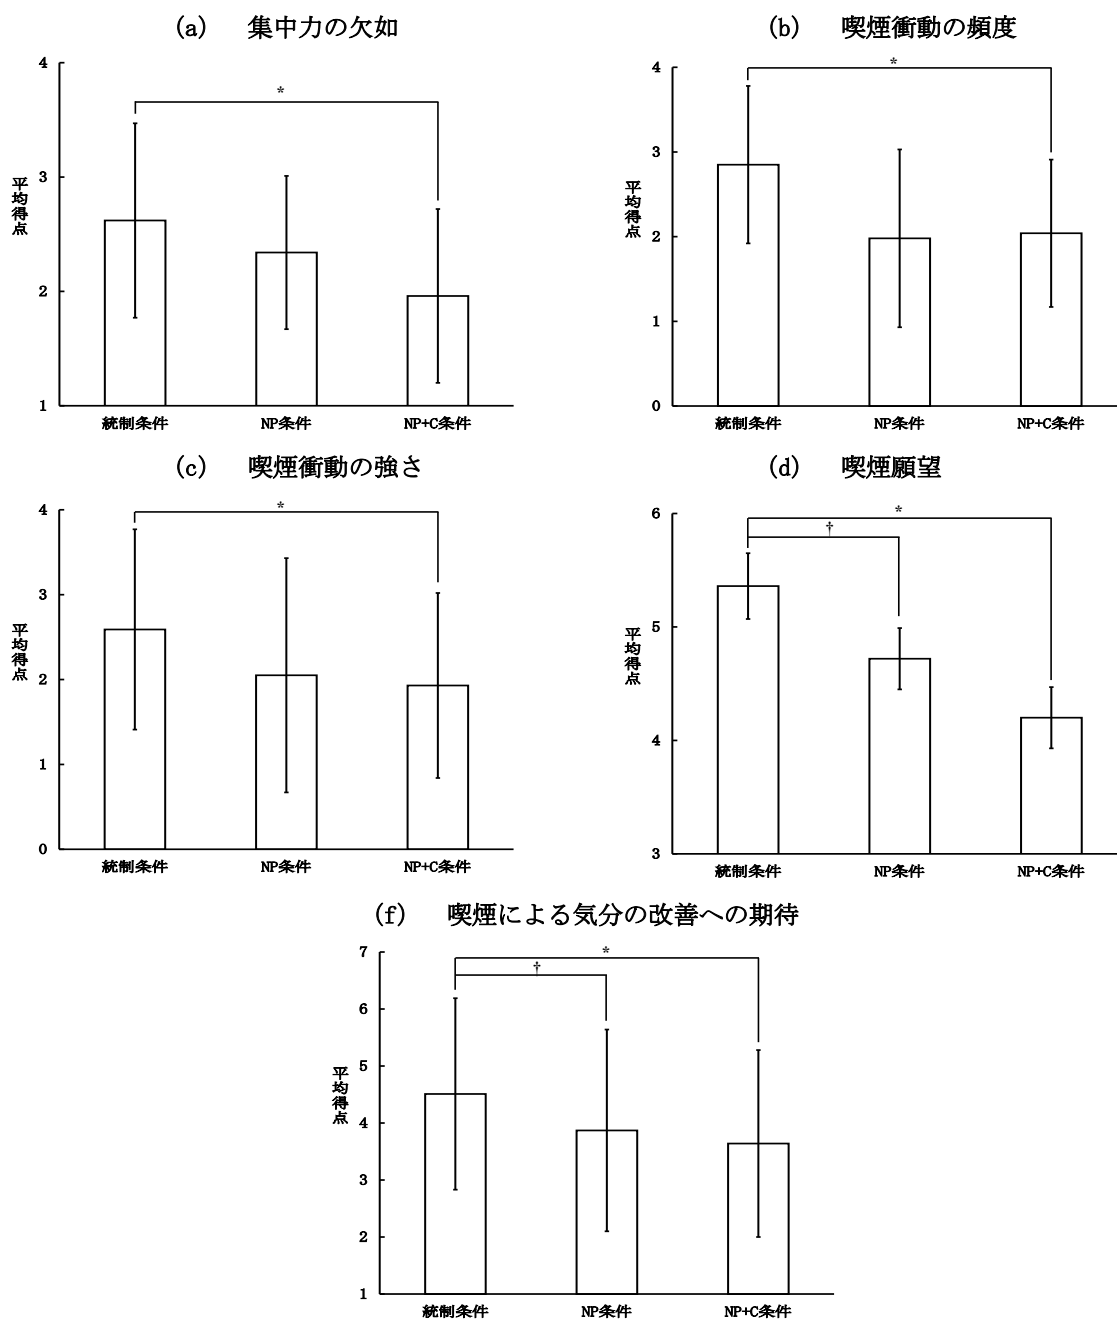 (a) 集中力の欠如
4
3
2
1
平均得点
*
統制条件 NP条件 NP+C条件
(b) 喫煙衝動の頻度
4
3
2
1
0
平均得点
*
統制条件 NP条件 NP+C条件
(c) 喫煙衝動の強さ
4
3
2
1
0
平均得点
*
統制条件 NP条件 NP+C条件
(d) 喫煙願望
6
5
4
3
平均得点
*
†
統制条件 NP条件 NP+C条件
(f) 喫煙による気分の改善への期待
7
6
5
4
3
2
1
平均得点
*
†
統制条件 NP条件 NP+C条件